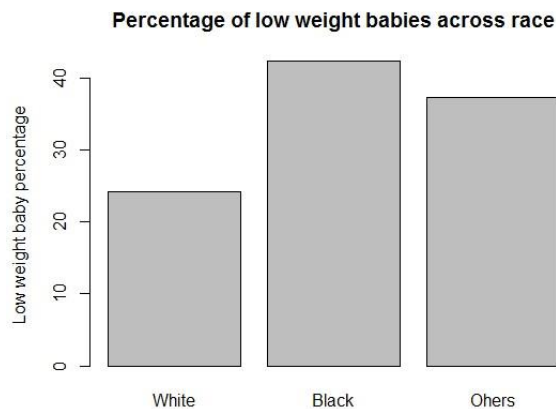 Percentage of low weight babies across race
Low weight baby percentage
40
30
20
10
0
White Black Ohers